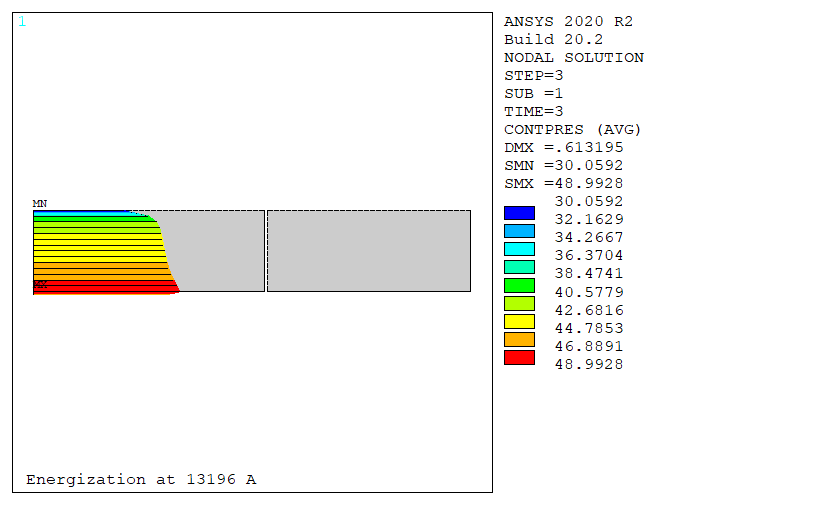 1
ANSYS 2020 R2
Build 20.2
NODAL SOLUTION
STEP=3
SUB =1
TIME=3
CONTPRES (AVG)
DMX =.613195
SMN =30.0592
SMX =48.9928
30.0592
32.1629
34.2667
36.3704
38.4741
40.5779
42.6816
44.7853
46.8891
48.9928
MN
MX
Energization at 13196 A